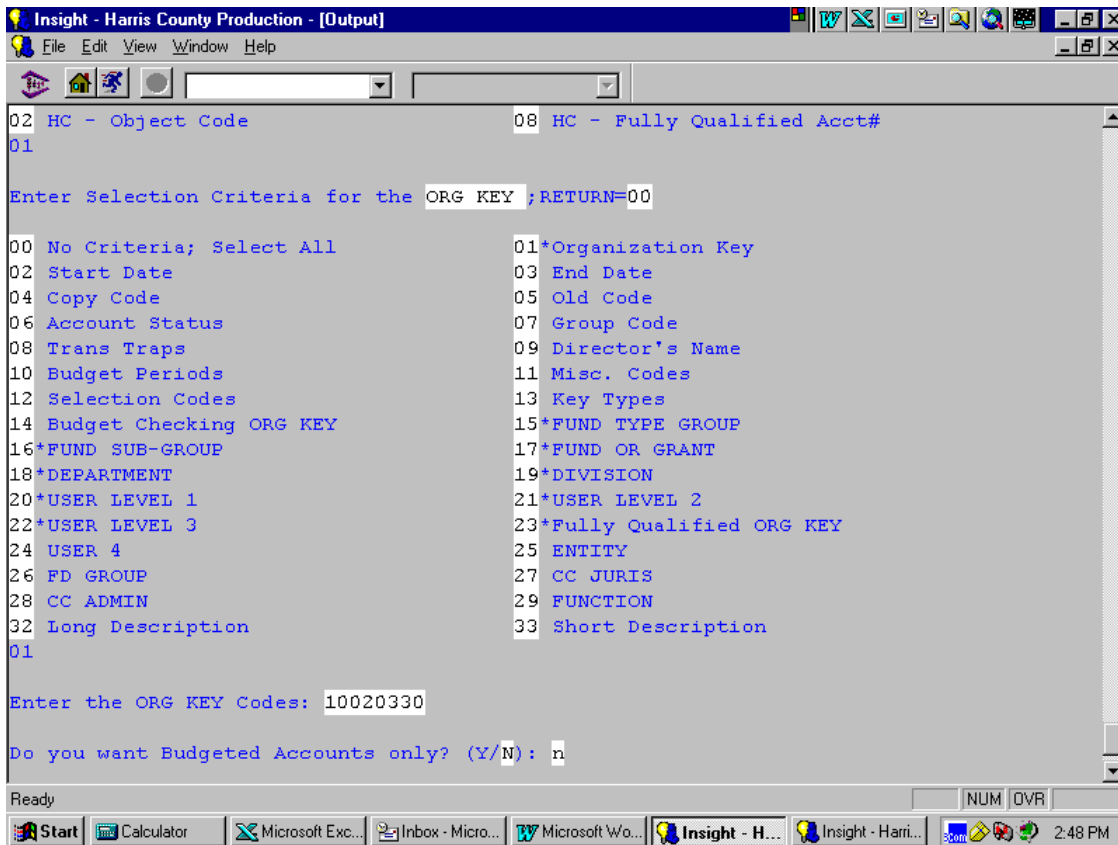 Insight - Harris County Production - [Output]
File Edit View Window Help
02 HC - Object Code 08 HC - Fully Qualified Acct#
01
Enter Selection Criteria for the ORG KEY ;RETURN=00
00 No Criteria; Select All 01*Organization Key
02 Start Date 03 End Date
04 Copy Code 05 Old Code
06 Account Status 07 Group Code
08 Trans Traps 09 Director's Name
10 Budget Periods 11 Misc. Codes
12 Selection Codes 13 Key Types
14 Budget Checking ORG KEY 15*FUND TYPE GROUP
16*FUND SUB-GROUP 17*FUND OR GRANT
18*DEPARTMENT 19*DIVISION
20*USER LEVEL 1 21*USER LEVEL 2
22*USER LEVEL 3 23*Fully Qualified ORG KEY
24 USER 4 25 ENTITY
26 FD GROUP 27 CC JURIS
28 CC ADMIN 29 FUNCTION
32 Long Description 33 Short Description
01
Enter the ORG KEY Codes: 10020330
Do you want Budgeted Accounts only? (Y/N): n
Ready NUM OVR
Start Calculator Microsoft Exc... Inbox - Micro... Microsoft Wo... Insight - H... Insight - Harri... 2:48 PM